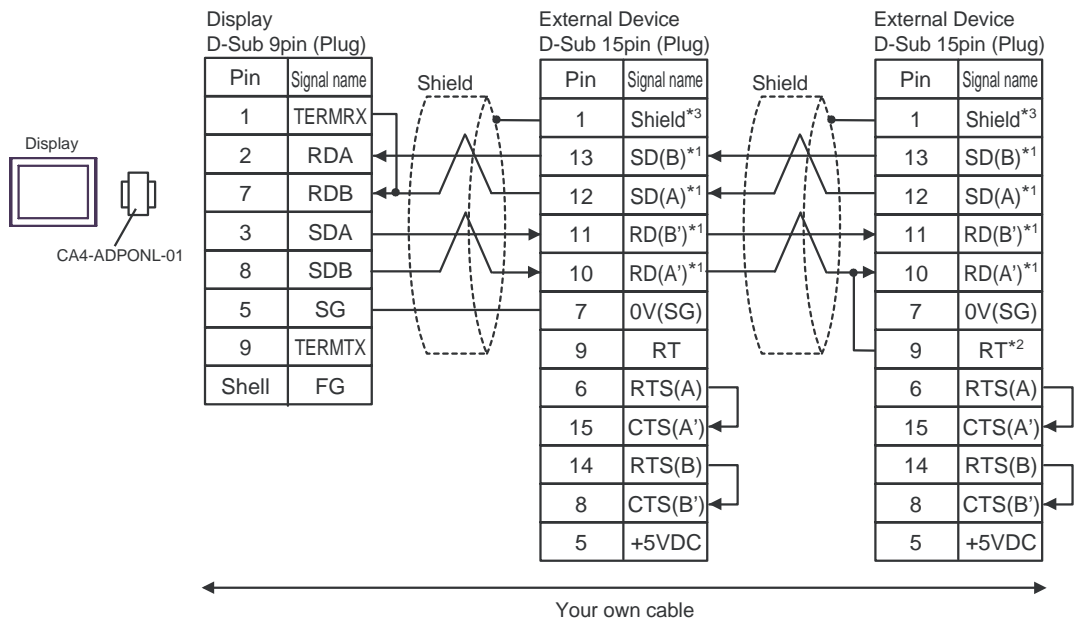 Display
D-Sub 9pin (Plug)
External Device
D-Sub 15pin (Plug)
External Device
D-Sub 15pin (Plug)
Display
CA4-ADPONL-01
Pin Signal name
1 TERMRX
2 RDA
7 RDB
3 SDA
8 SDB
5 SG
9 TERMTX
Shell FG
Shield
Pin Signal name
1 Shield*3
13 SD(B)*1
12 SD(A)*1
11 RD(B')*1
10 RD(A')*1
7 0V(SG)
9 RT
6 RTS(A)
15 CTS(A')
14 RTS(B)
8 CTS(B')
5 +5VDC
Shield
Pin Signal name
1 Shield*3
13 SD(B)*1
12 SD(A)*1
11 RD(B')*1
10 RD(A')*1
7 0V(SG)
9 RT*2
6 RTS(A)
15 CTS(A')
14 RTS(B)
8 CTS(B')
5 +5VDC
Your own cable